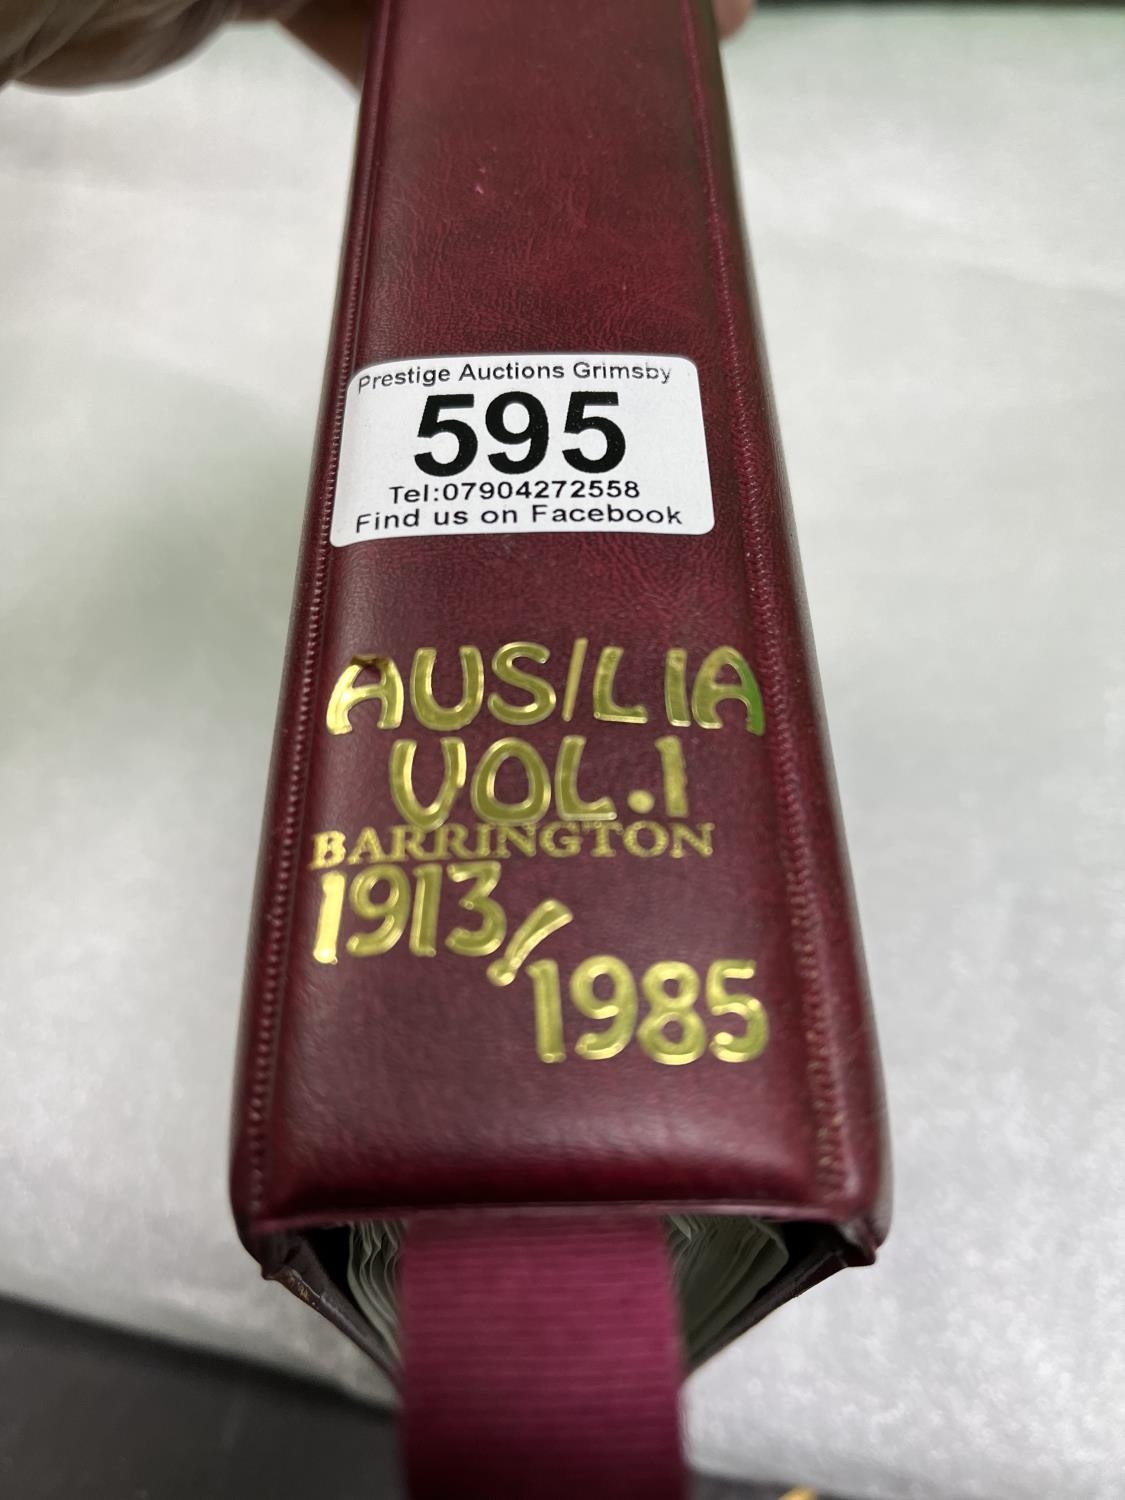 Prestige Auctions Grimsby
595
Tel:07904272558
Find us on Facebook
AUS/LIA
VOL.1
BARRINGTON
1913/
1985